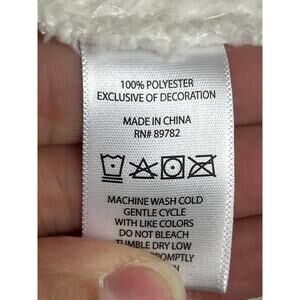 100% POLYESTER
EXCLUSIVE OF DECORATION
MADE IN CHINA
RN# 89782
MACHINE WASH COLD
GENTLE CYCLE
WITH LIKE COLORS
DO NOT BLEACH
TUMBLE DRY LOW
PROMPTLY